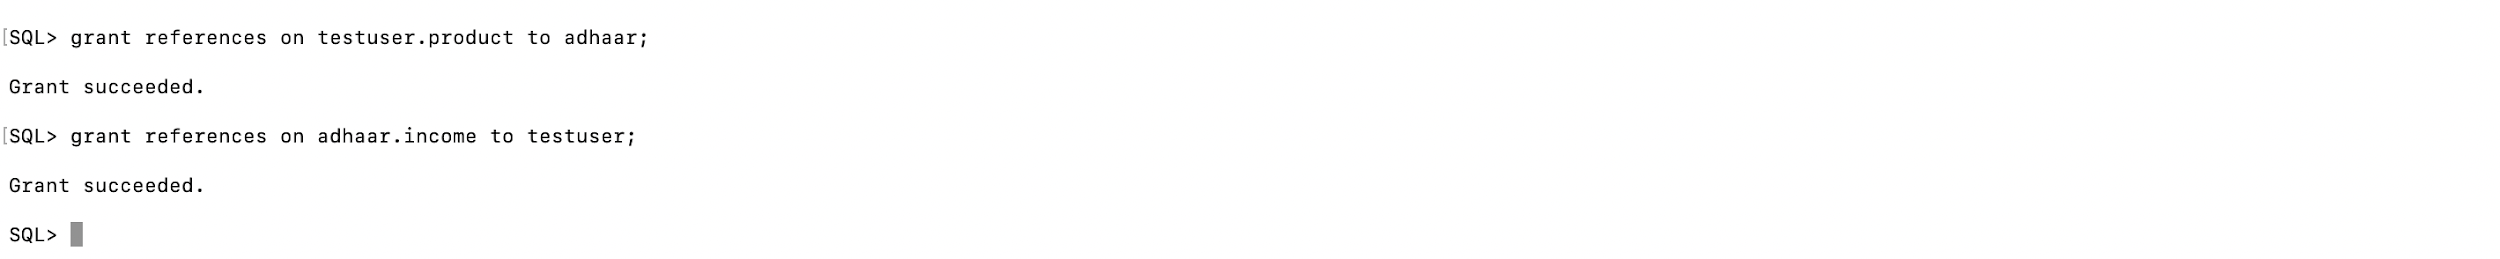 [SQL> grant references on testuser.product to adhaar;
Grant succeeded.
[SQL> grant references on adhaar.income to testuser;
Grant succeeded.
SQL>